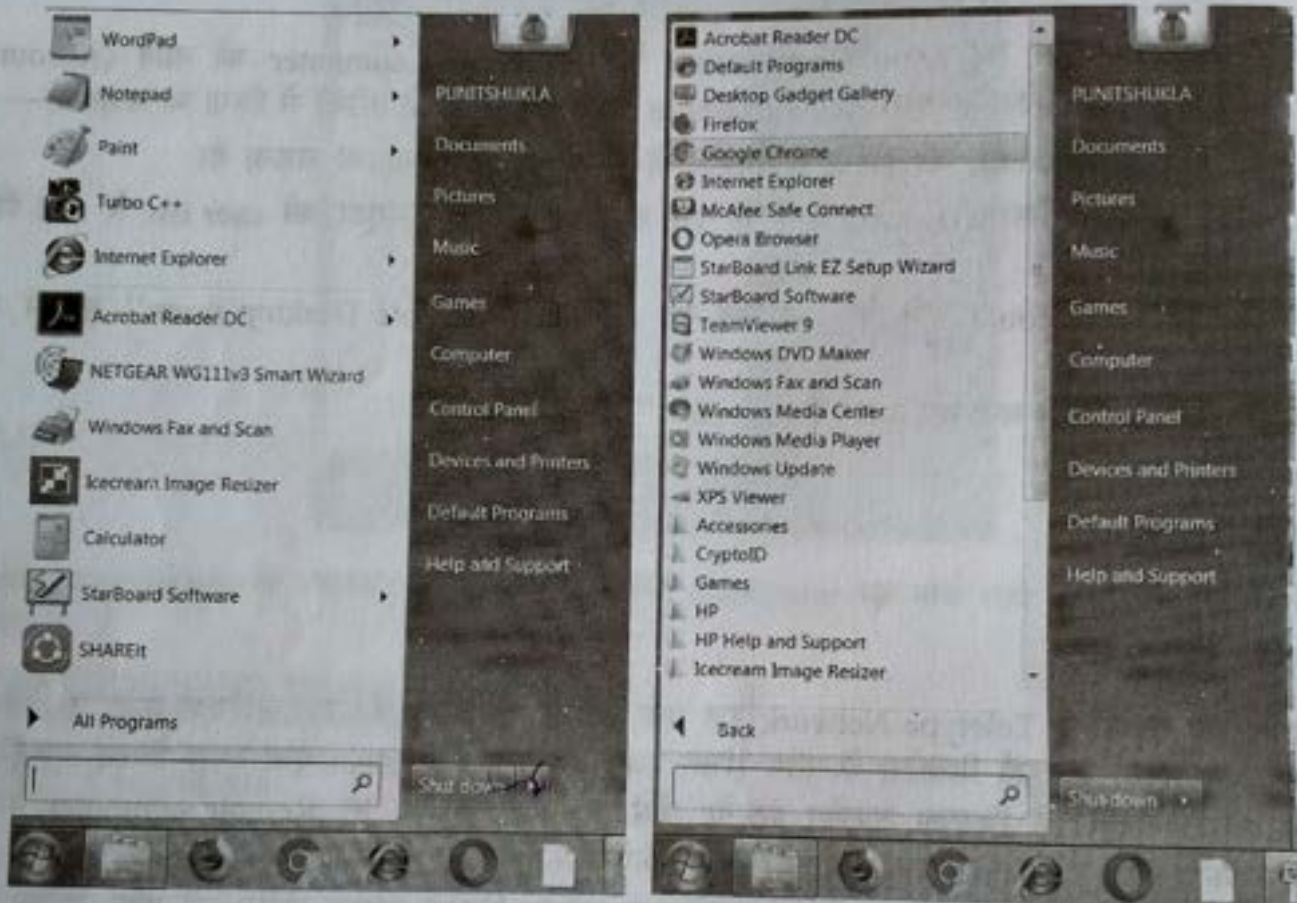 WordPad
Notepad
Paint
Turbo C++
Internet Explorer
Acrobat Reader DC
NETGEAR WG111v3 Smart Wizard
Windows Fax and Scan
Icecream Image Resizer
Calculator
StarBoard Software
SHAREit
All Programs
PUNITSHUKLA
Documents
Pictures
Music
Games
Computer
Control Panel
Devices and Printers
Default Programs
Help and Support
Shut down
Acrobat Reader DC
Default Programs
Desktop Gadget Gallery
Firefox
Google Chrome
Internet Explorer
McAfee Safe Connect
Opera Browser
StarBoard Link EZ Setup Wizard
StarBoard Software
TeamViewer 9
Windows DVD Maker
Windows Fax and Scan
Windows Media Center
Windows Media Player
Windows Update
XPS Viewer
Accessories
CryptoID
Games
HP
HP Help and Support
Icecream Image Resizer
Back
PUNITSHUKLA
Documents
Pictures
Music
Games
Computer
Control Panel
Devices and Printers
Default Programs
Help and Support
Shut down